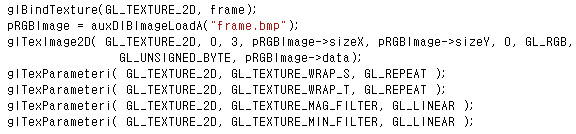 glBindTexture(GL_TEXTURE_2D, frame);
pRGBImage = auxDIBImageLoadA("frame.bmp");
glTexImage2D( GL_TEXTURE_2D, 0, 3, pRGBImage->sizeX, pRGBImage->sizeY, 0, GL_RGB,
GL_UNSIGNED_BYTE, pRGBImage->data);
glTexParameteri( GL_TEXTURE_2D, GL_TEXTURE_WRAP_S, GL_REPEAT );
glTexParameteri( GL_TEXTURE_2D, GL_TEXTURE_WRAP_T, GL_REPEAT );
glTexParameteri( GL_TEXTURE_2D, GL_TEXTURE_MAG_FILTER, GL_LINEAR );
glTexParameteri( GL_TEXTURE_2D, GL_TEXTURE_MIN_FILTER, GL_LINEAR );